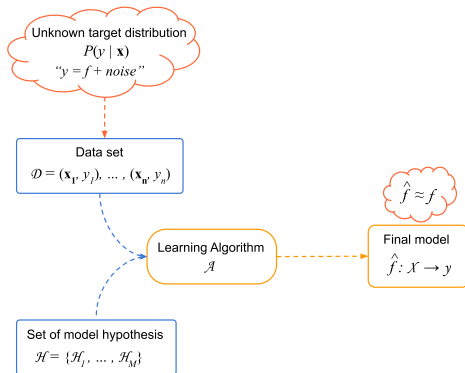 Unknown target distribution
P(y | x)
“y = f + noise”
Data set
𝒟 = (x₁, y₁), ... , (xₙ, yₙ)
f̂ ≈ f
Learning Algorithm
𝒜
Final model
f̂ : 𝒳 → y
Set of model hypothesis
ℋ = {ℋ₁, ... , ℋ_M}